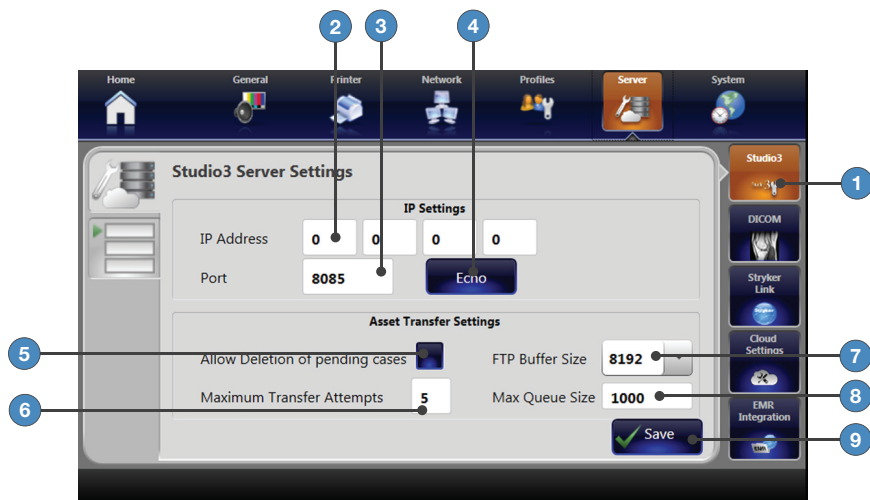 2 3 4
Home General Printer Network Profiles Server System
Studio3
1
Studio3 Server Settings
IP Settings
DICOM
IP Address 0 0 0 0
Port 8085 Echo
Stryker
Link
Asset Transfer Settings
Cloud
Settings
5 Allow Deletion of pending cases FTP Buffer Size 8192 7
6 Maximum Transfer Attempts 5 Max Queue Size 1000 8
EMR
Integration
Save 9